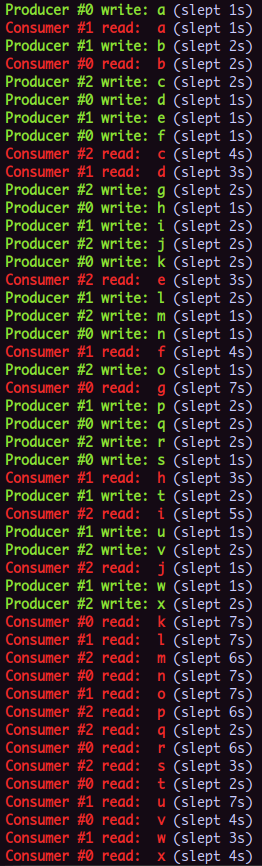 Producer #0 write: a (slept 1s)
Consumer #1 read:  a (slept 1s)
Producer #1 write: b (slept 2s)
Consumer #0 read:  b (slept 2s)
Producer #2 write: c (slept 2s)
Producer #0 write: d (slept 1s)
Producer #1 write: e (slept 1s)
Producer #0 write: f (slept 1s)
Consumer #2 read:  c (slept 4s)
Consumer #1 read:  d (slept 3s)
Producer #2 write: g (slept 2s)
Producer #0 write: h (slept 1s)
Producer #1 write: i (slept 2s)
Producer #2 write: j (slept 2s)
Producer #0 write: k (slept 2s)
Consumer #2 read:  e (slept 3s)
Producer #1 write: l (slept 2s)
Producer #2 write: m (slept 1s)
Producer #0 write: n (slept 1s)
Consumer #1 read:  f (slept 4s)
Producer #2 write: o (slept 1s)
Consumer #0 read:  g (slept 7s)
Producer #1 write: p (slept 2s)
Producer #0 write: q (slept 2s)
Producer #2 write: r (slept 2s)
Producer #0 write: s (slept 1s)
Consumer #1 read:  h (slept 3s)
Producer #1 write: t (slept 2s)
Consumer #2 read:  i (slept 5s)
Producer #1 write: u (slept 1s)
Producer #2 write: v (slept 2s)
Consumer #2 read:  j (slept 1s)
Producer #1 write: w (slept 1s)
Producer #2 write: x (slept 2s)
Consumer #0 read:  k (slept 7s)
Consumer #1 read:  l (slept 7s)
Consumer #2 read:  m (slept 6s)
Consumer #0 read:  n (slept 7s)
Consumer #1 read:  o (slept 7s)
Consumer #2 read:  p (slept 6s)
Consumer #2 read:  q (slept 2s)
Consumer #0 read:  r (slept 6s)
Consumer #2 read:  s (slept 3s)
Consumer #0 read:  t (slept 2s)
Consumer #1 read:  u (slept 7s)
Consumer #0 read:  v (slept 4s)
Consumer #1 read:  w (slept 3s)
Consumer #0 read:  x (slept 4s)